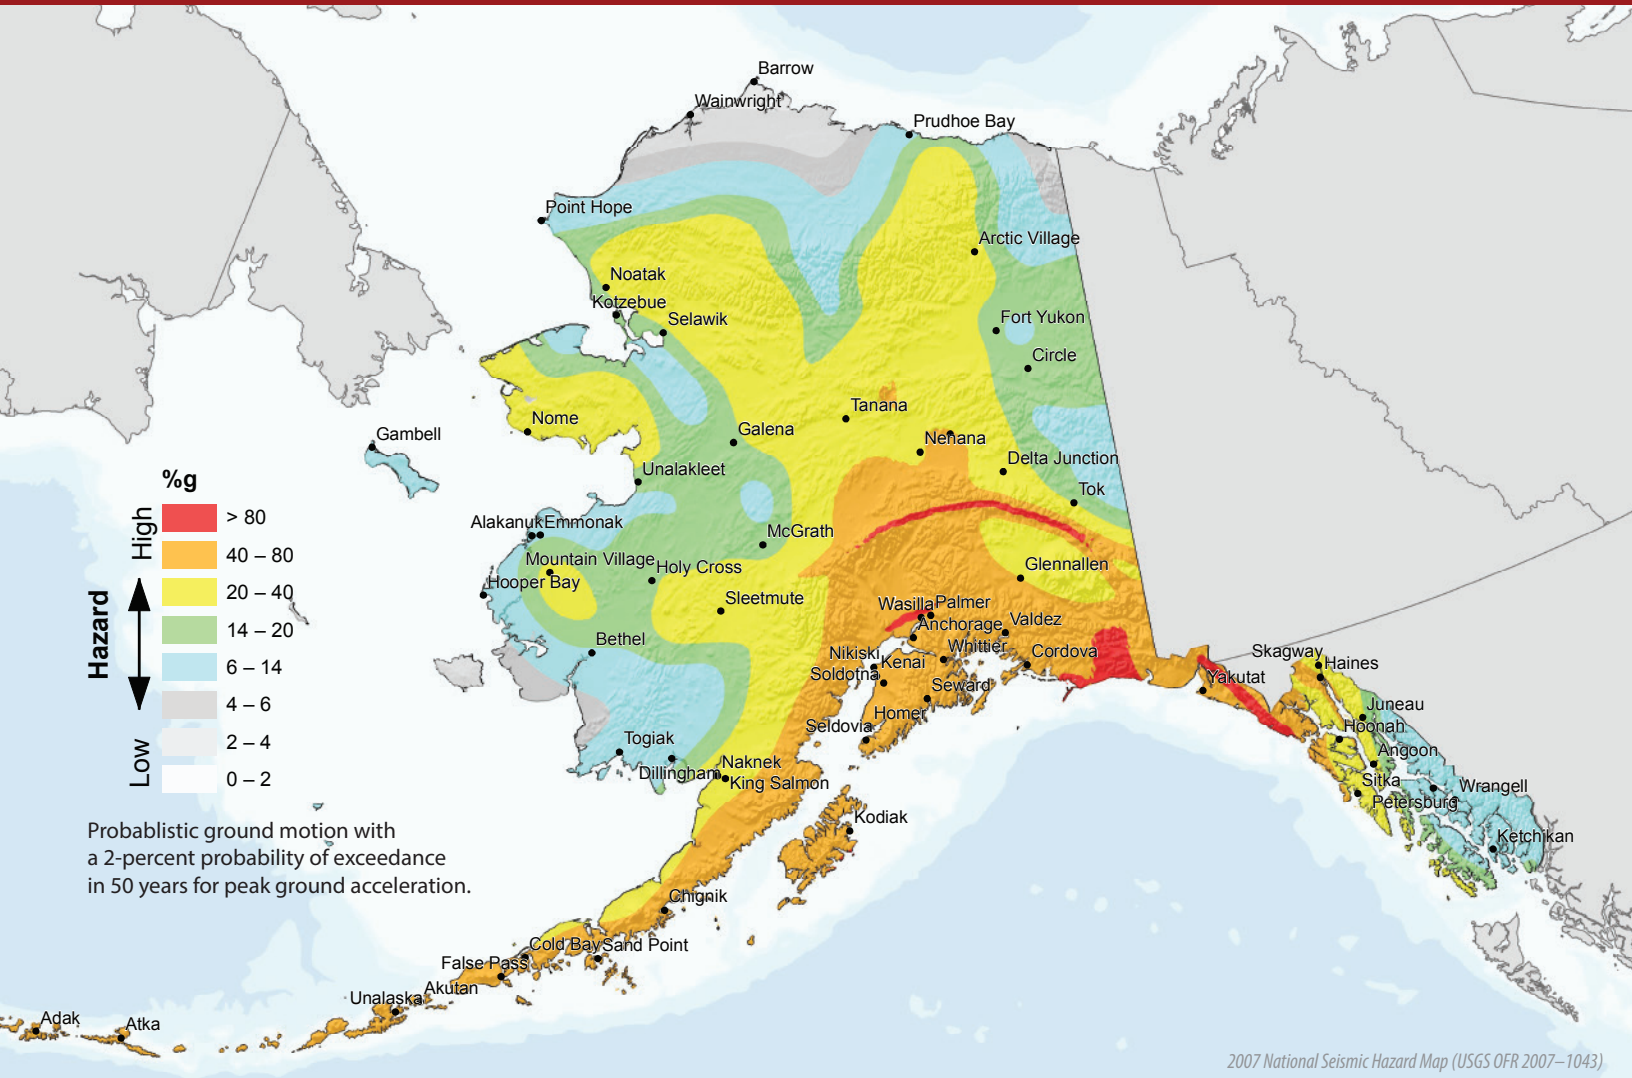 Barrow
Wainwright
Prudhoe Bay
Point Hope
Arctic Village
Noatak
Kotzebue
Selawik
Fort Yukon
Circle
Tanana
Nome
Galena
Gambell
Nenana
Delta Junction
Unalakleet
Tok
Alakanuk
Emmonak
McGrath
Mountain Village
Holy Cross
Hooper Bay
Glennallen
Sleetmute
Wasilla
Palmer
Anchorage
Valdez
Bethel
Whittier
Cordova
Nikiski
Kenai
Soldotna
Skagway
Haines
Yakutat
Seward
Homer
Seldovia
Juneau
Hoonah
Togiak
Angoon
Dillingham
Naknek
King Salmon
Sitka
Wrangell
Petersburg
Kodiak
Ketchikan
Chignik
Cold Bay
Sand Point
False Pass
Akutan
Unalaska
Adak
Atka
%g
> 80
40 – 80
20 – 40
14 – 20
6 – 14
4 – 6
2 – 4
0 – 2
High
Hazard
Low
Probablistic ground motion with
a 2-percent probability of exceedance
in 50 years for peak ground acceleration.
2007 National Seismic Hazard Map (USGS OFR 2007–1043)